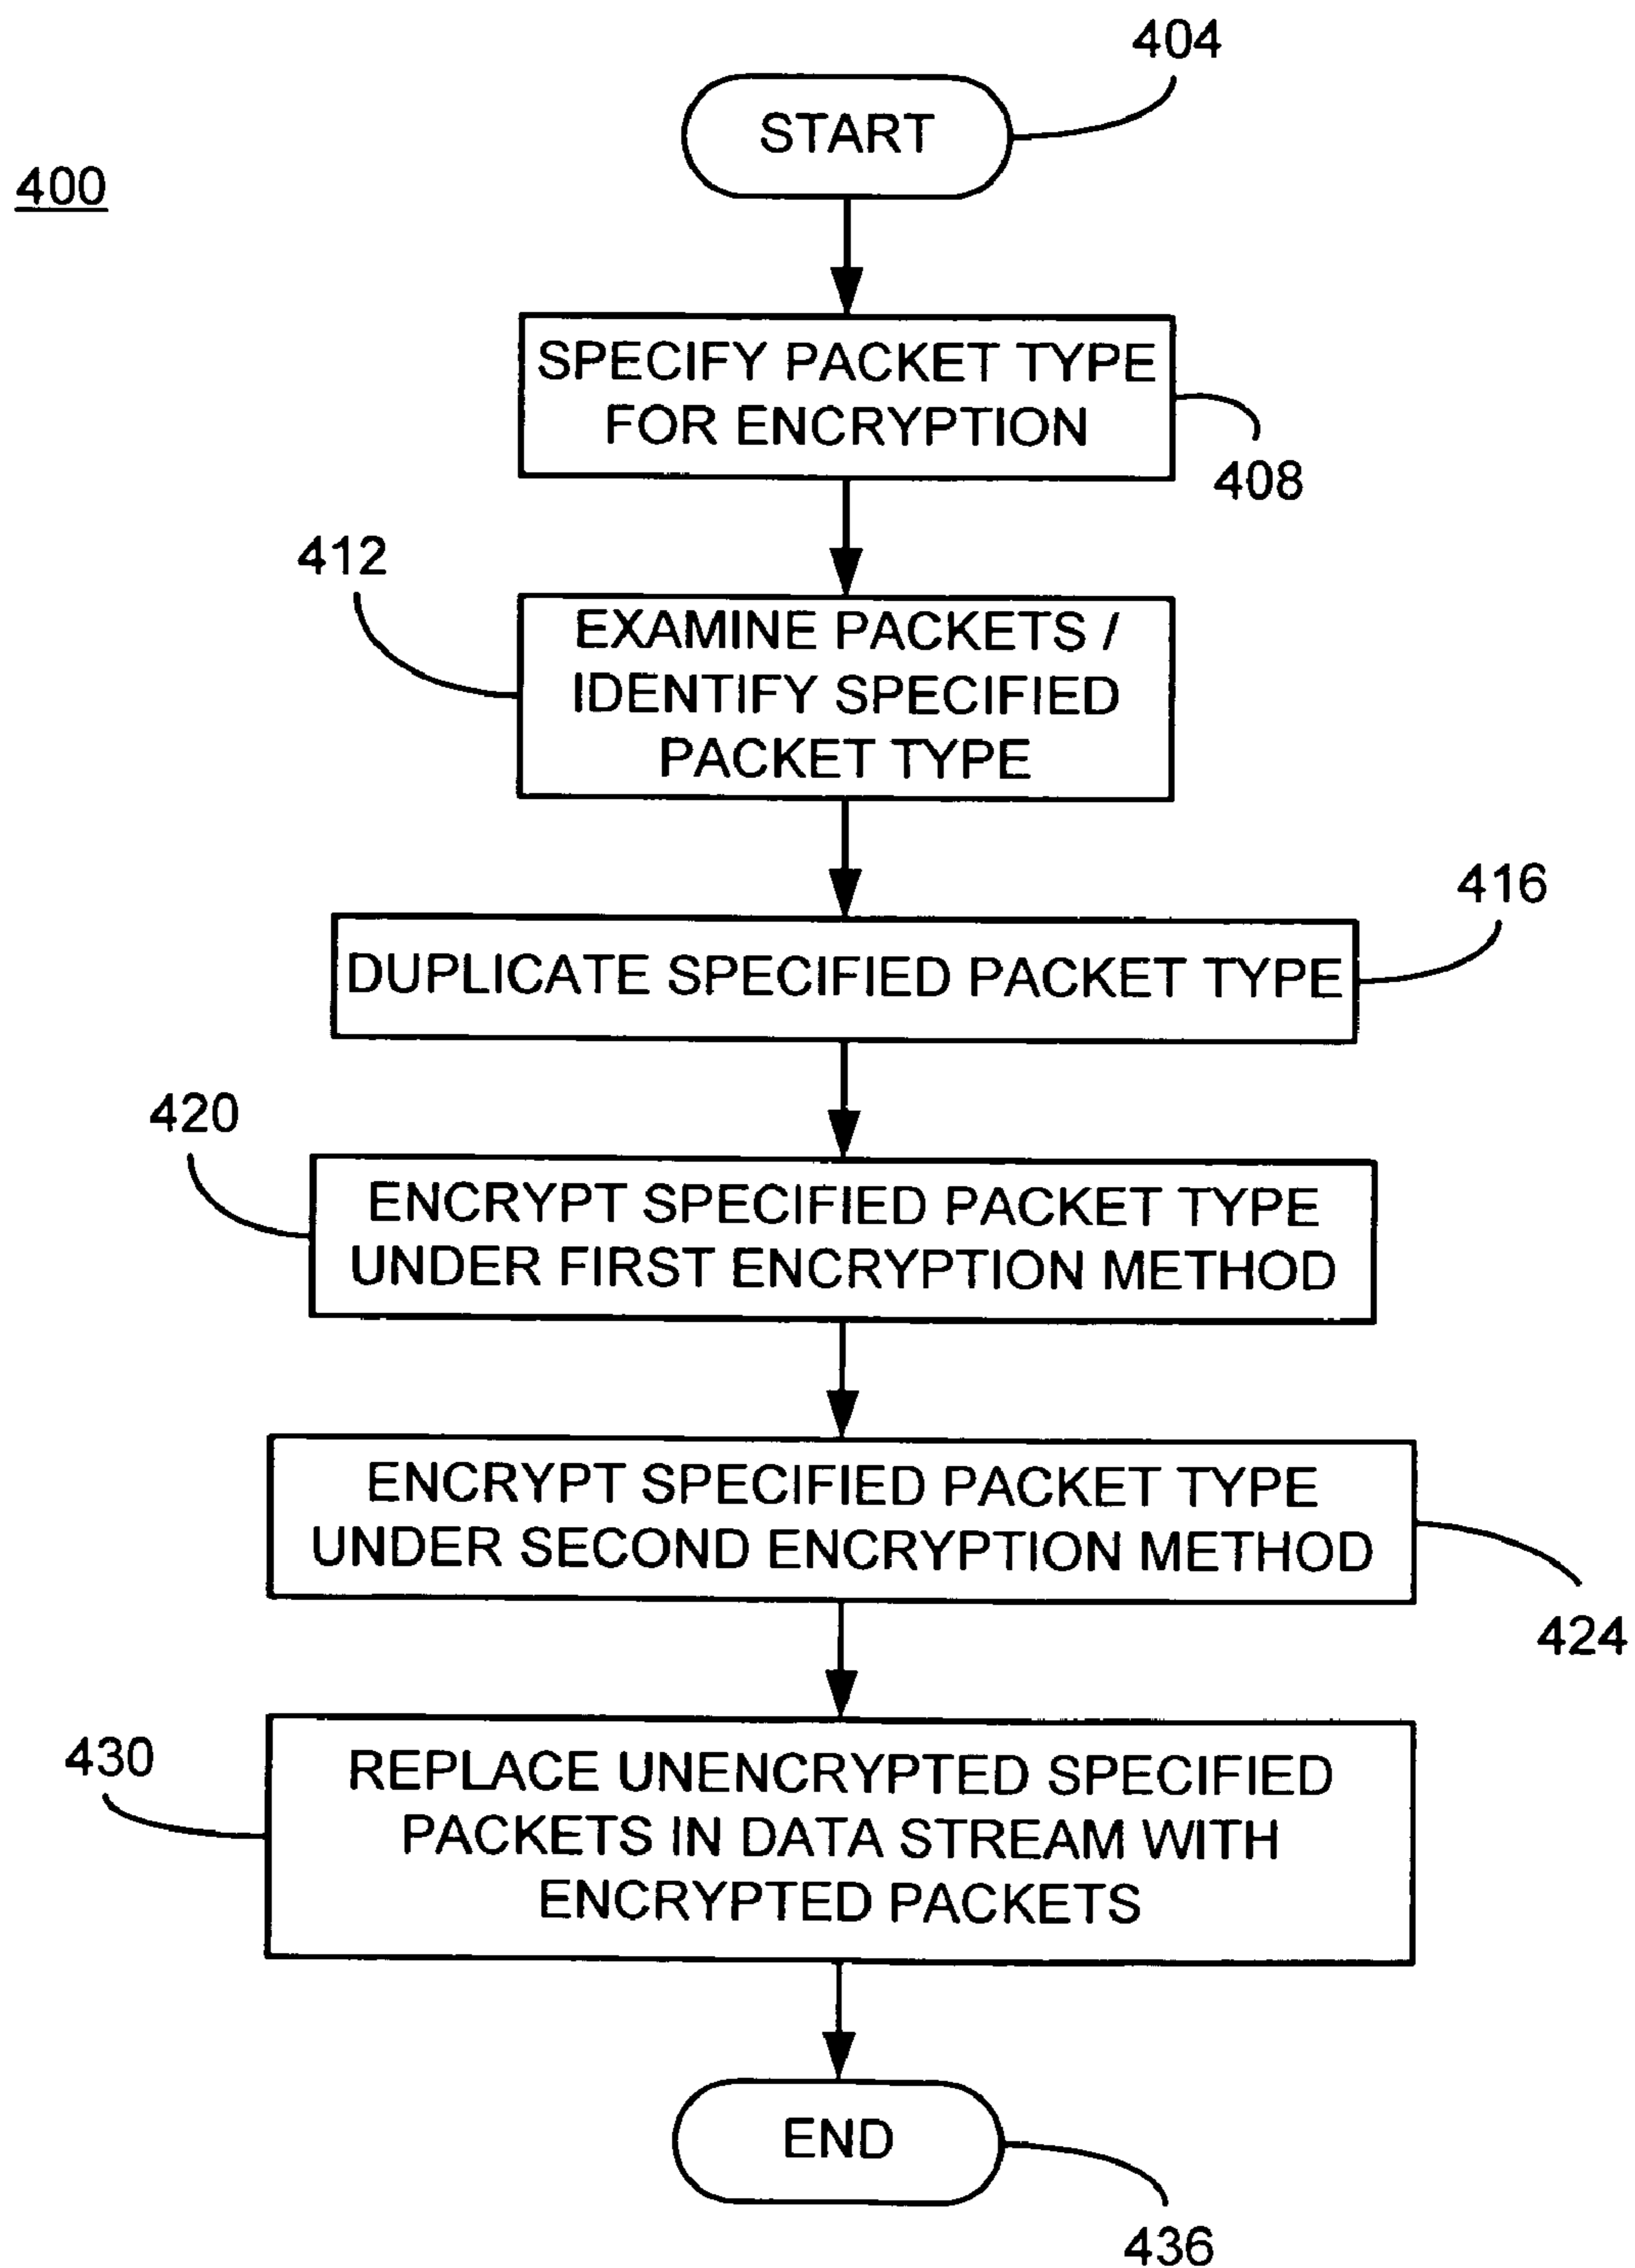 404
START
400
SPECIFY PACKET TYPE
FOR ENCRYPTION
408
412
EXAMINE PACKETS /
IDENTIFY SPECIFIED
PACKET TYPE
416
DUPLICATE SPECIFIED PACKET TYPE
420
ENCRYPT SPECIFIED PACKET TYPE
UNDER FIRST ENCRYPTION METHOD
ENCRYPT SPECIFIED PACKET TYPE
UNDER SECOND ENCRYPTION METHOD
424
430
REPLACE UNENCRYPTED SPECIFIED
PACKETS IN DATA STREAM WITH
ENCRYPTED PACKETS
END
436